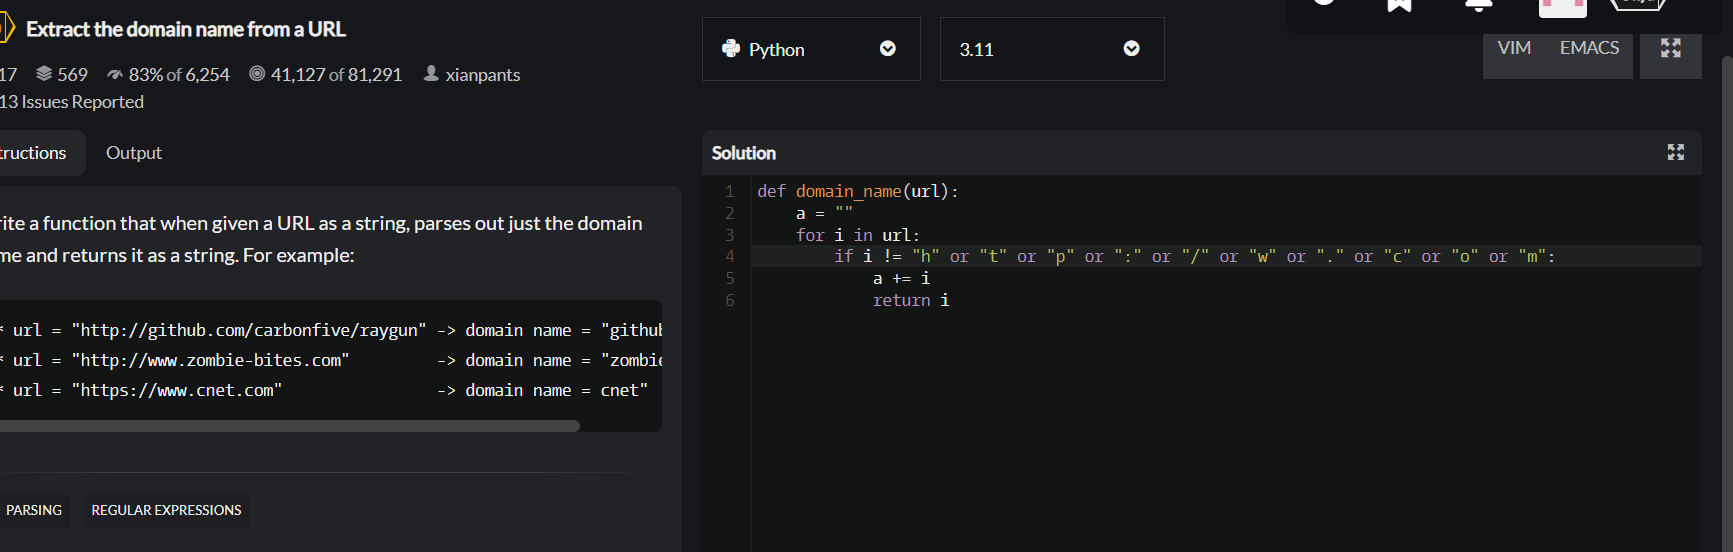 Extract the domain name from a URL
17 569 83% of 6,254 41,127 of 81,291 xianpants
13 Issues Reported
tructions Output
rite a function that when given a URL as a string, parses out just the domain
me and returns it as a string. For example:
* url = "http://github.com/carbonfive/raygun" -> domain name = "github
* url = "http://www.zombie-bites.com" -> domain name = "zombie
* url = "https://www.cnet.com" -> domain name = cnet"
PARSING REGULAR EXPRESSIONS
Python 3.11
VIM EMACS
Solution
1 def domain_name(url):
2 a = ""
3 for i in url:
4 if i != "h" or "t" or "p" or ":" or "/" or "w" or "." or "c" or "o" or "m":
5 a += i
6 return i